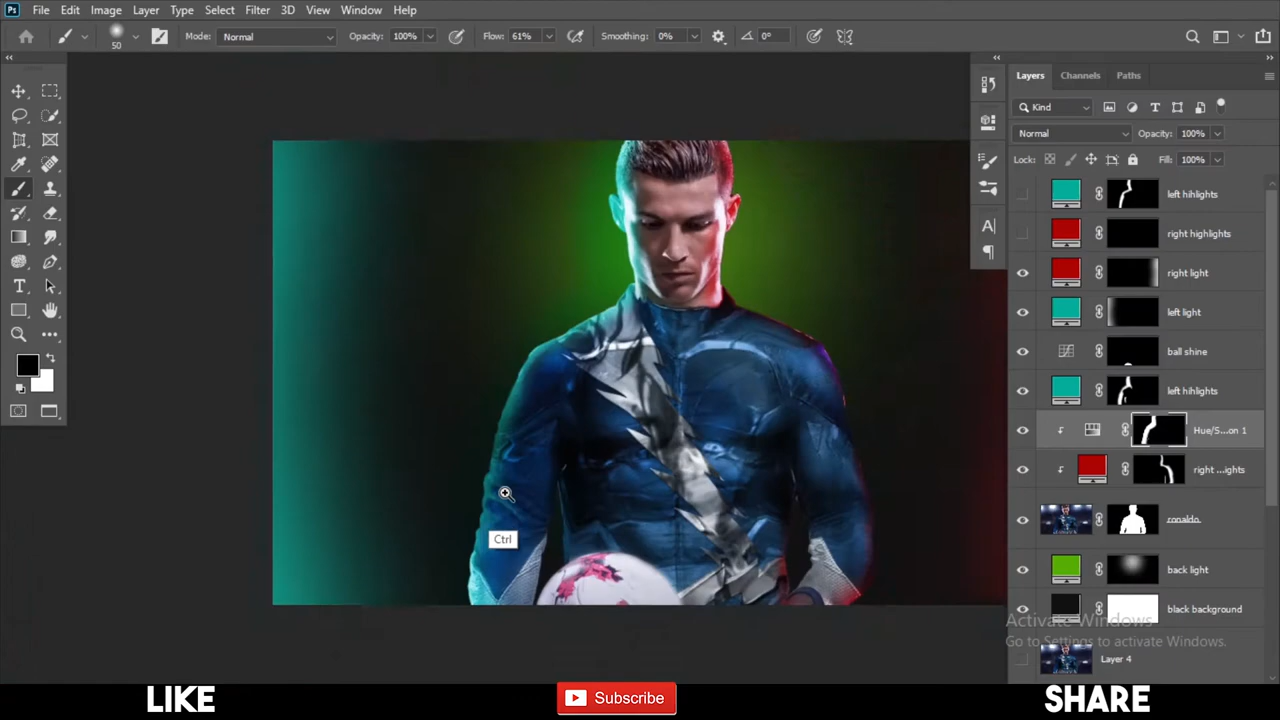 Ps File Edit Image Layer Type Select Filter 3D View Window Help
50 Mode: Normal Opacity: 100% Flow: 61% Smoothing: 0% 0°
Layers Channels Paths
Kind
Normal Opacity: 100%
Lock: Fill: 100%
left hihlights
right highlights
right light
left light
ball shine
left hihlights
Hue/S...on 1
right ...ights
ronaldo
back light
black background
Layer 4
Ctrl
Activate Windows
Go to Settings to activate Windows.
LIKE Subscribe SHARE